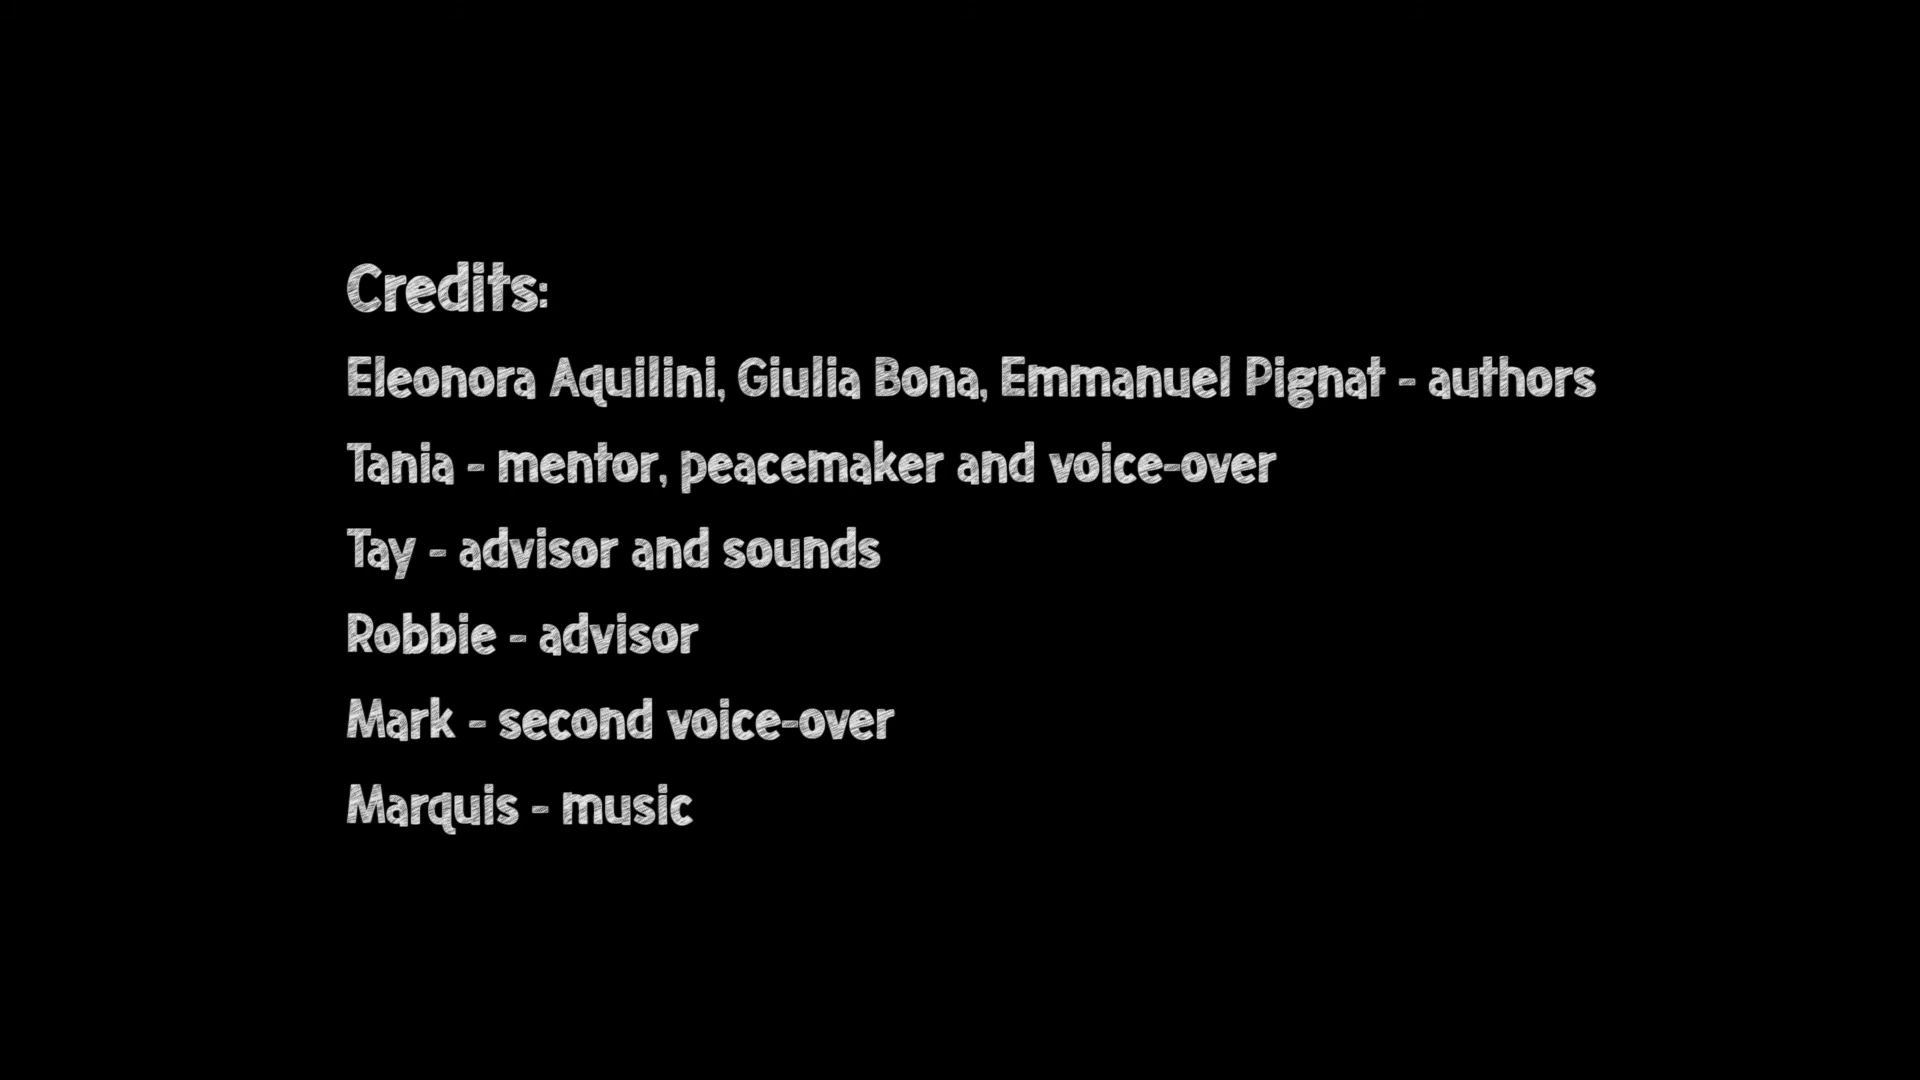 Credits:
Eleonora Aquilini, Giulia Bona, Emmanuel Pignat - authors
Tania - mentor, peacemaker and voice-over
Tay - advisor and sounds
Robbie - advisor
Mark - second voice-over
Marquis - music